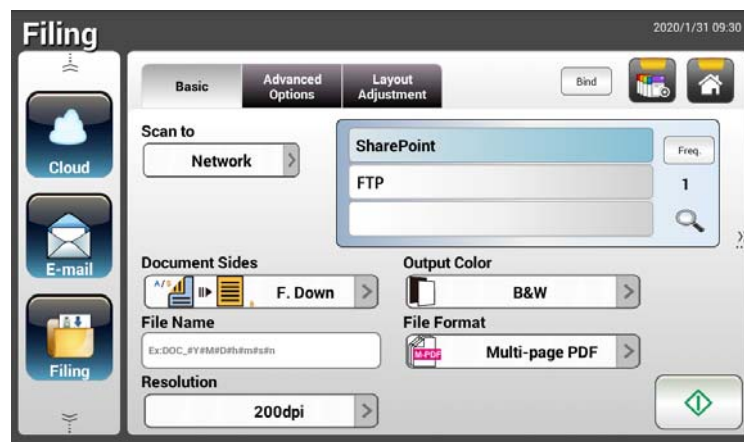 Filing
2020/1/31 09:30
Basic
Advanced
Options
Layout
Adjustment
Bind
Cloud
E-mail
Filing
Scan to
Network
SharePoint
FTP
Freq.
1
Document Sides
F. Down
Output Color
B&W
File Name
Ex:DOC_#Y#M#D#h#m#s#n
File Format
M-PDF
Multi-page PDF
Resolution
200dpi